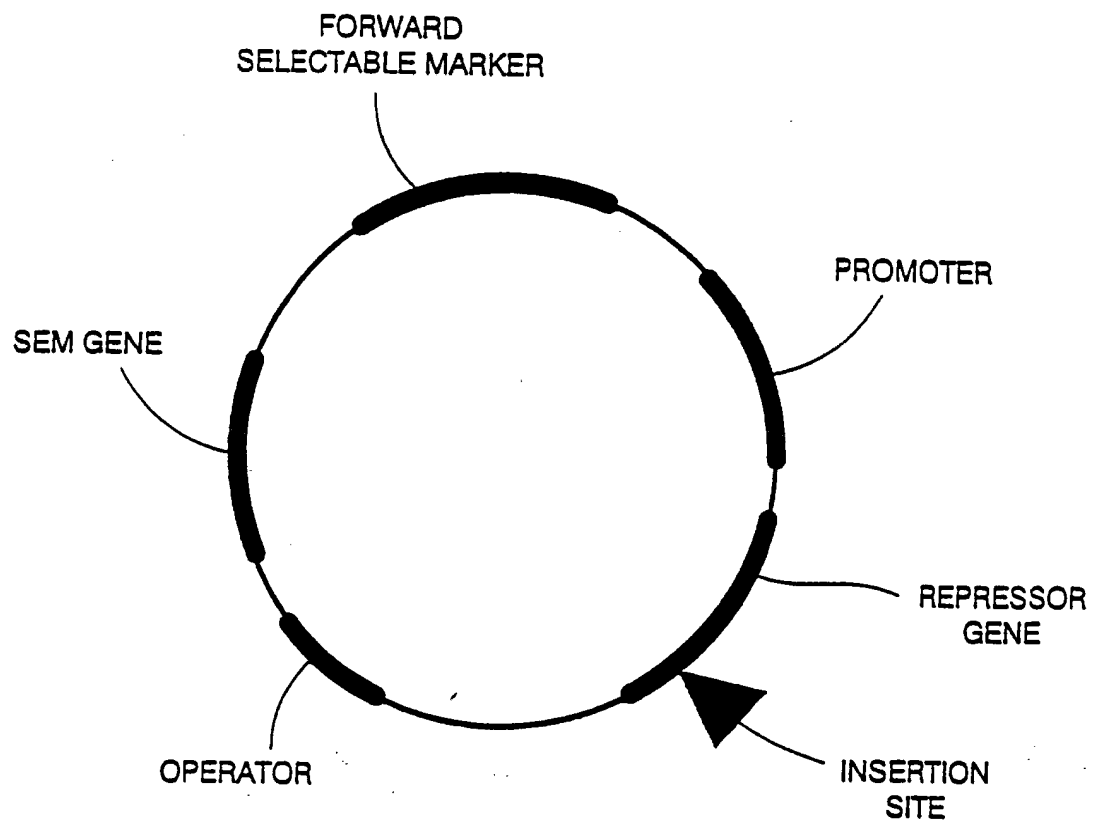 FORWARD
SELECTABLE MARKER
PROMOTER
SEM GENE
REPRESSOR
GENE
OPERATOR
INSERTION
SITE